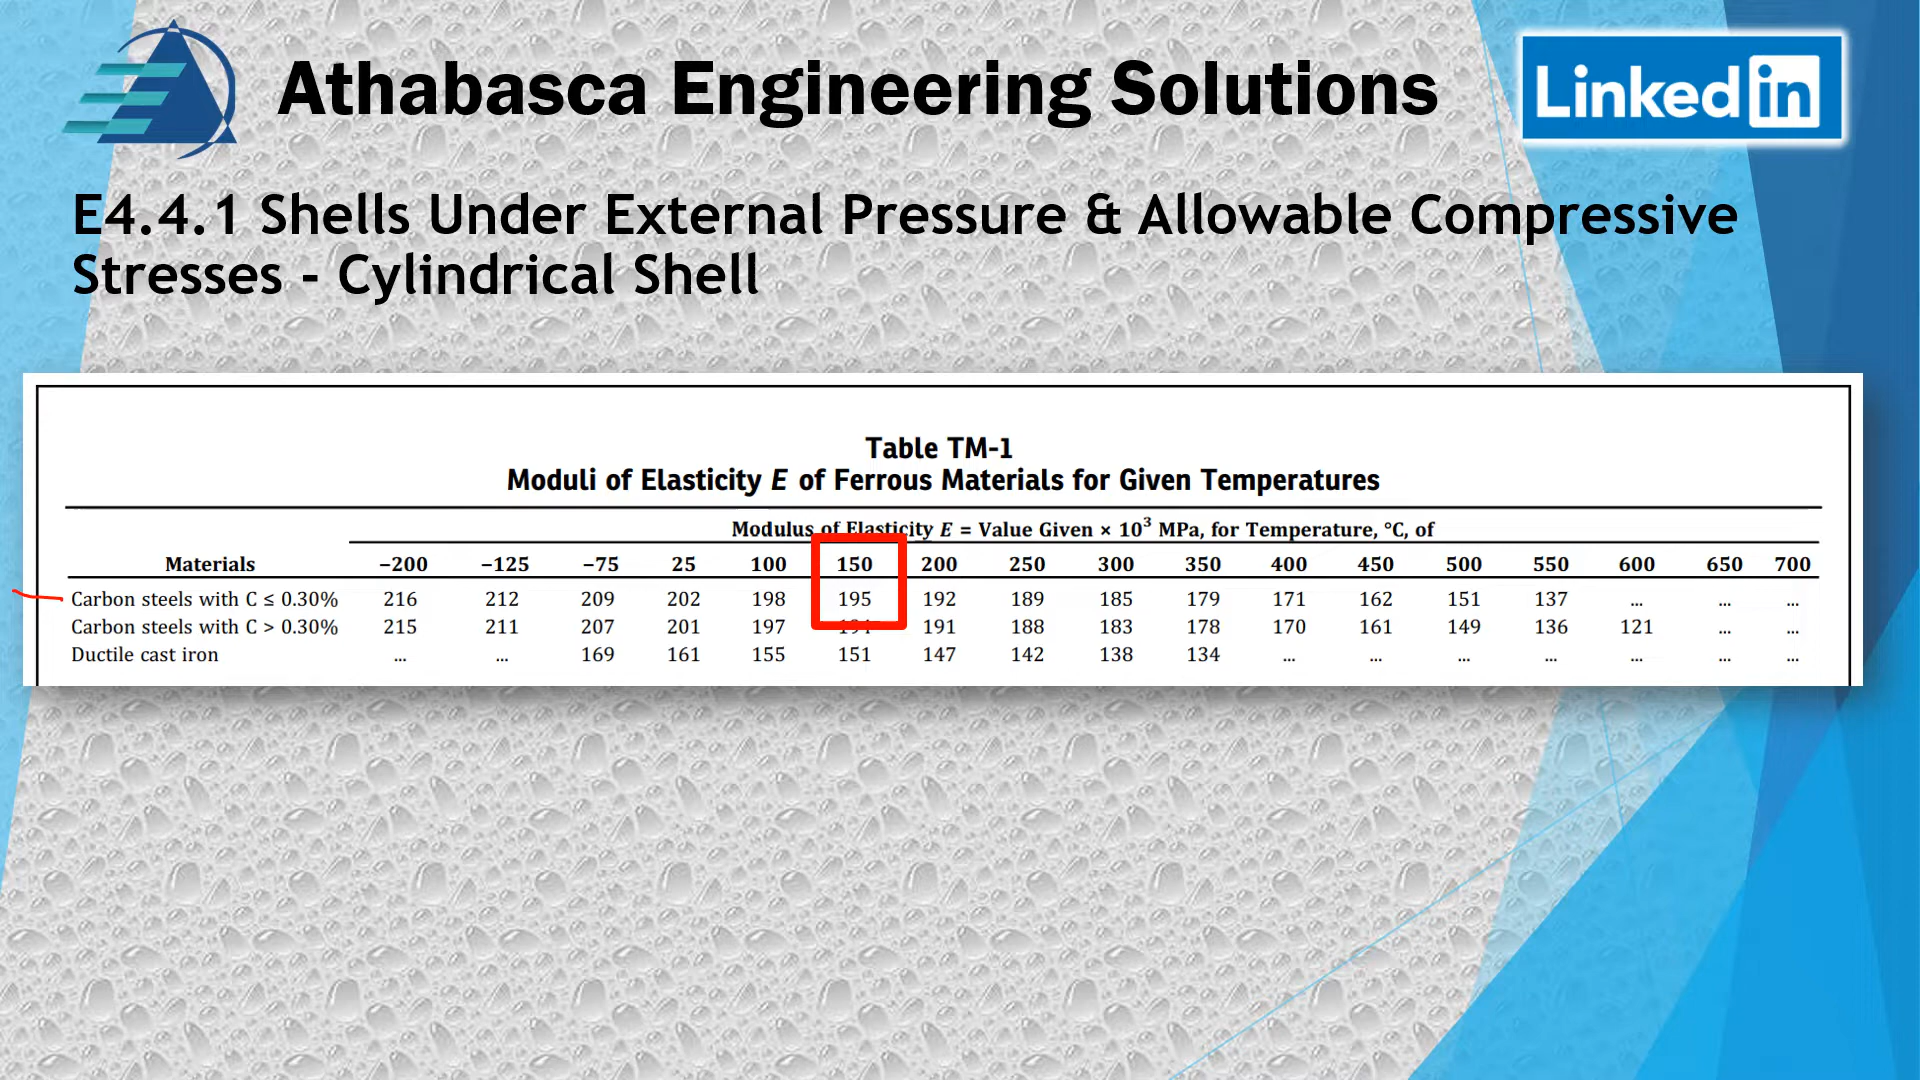 Athabasca Engineering Solutions
Linked in
E4.4.1 Shells Under External Pressure & Allowable Compressive
Stresses - Cylindrical Shell
Table TM-1
Moduli of Elasticity E of Ferrous Materials for Given Temperatures
Modulus of Elasticity E = Value Given × 10³ MPa, for Temperature, °C, of
Materials −200 −125 −75 25 100 150 200 250 300 350 400 450 500 550 600 650 700
Carbon steels with C ≤ 0.30% 216 212 209 202 198 195 192 189 185 179 171 162 151 137 ... ... ...
Carbon steels with C > 0.30% 215 211 207 201 197 194 191 188 183 178 170 161 149 136 121 ... ...
Ductile cast iron ... ... 169 161 155 151 147 142 138 134 ... ... ... ... ... ... ...